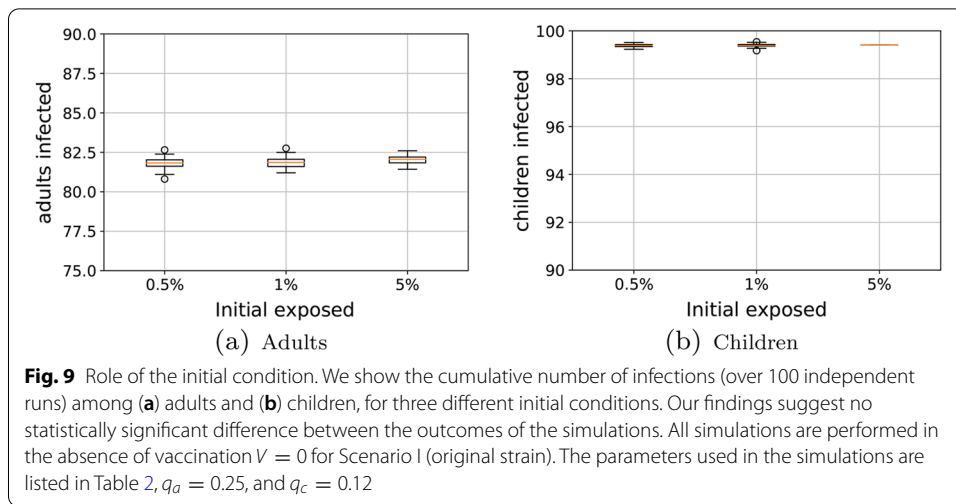 90.0
87.5
85.0
82.5
80.0
77.5
75.0
adults infected
0.5%
1%
5%
Initial exposed
(a) Adults
100
98
96
94
92
90
children infected
0.5%
1%
5%
Initial exposed
(b) Children
Fig. 9 Role of the initial condition. We show the cumulative number of infections (over 100 independent
runs) among (a) adults and (b) children, for three different initial conditions. Our findings suggest no
statistically significant difference between the outcomes of the simulations. All simulations are performed in
the absence of vaccination V = 0 for Scenario I (original strain). The parameters used in the simulations are
listed in Table 2, qₐ = 0.25, and q_c = 0.12